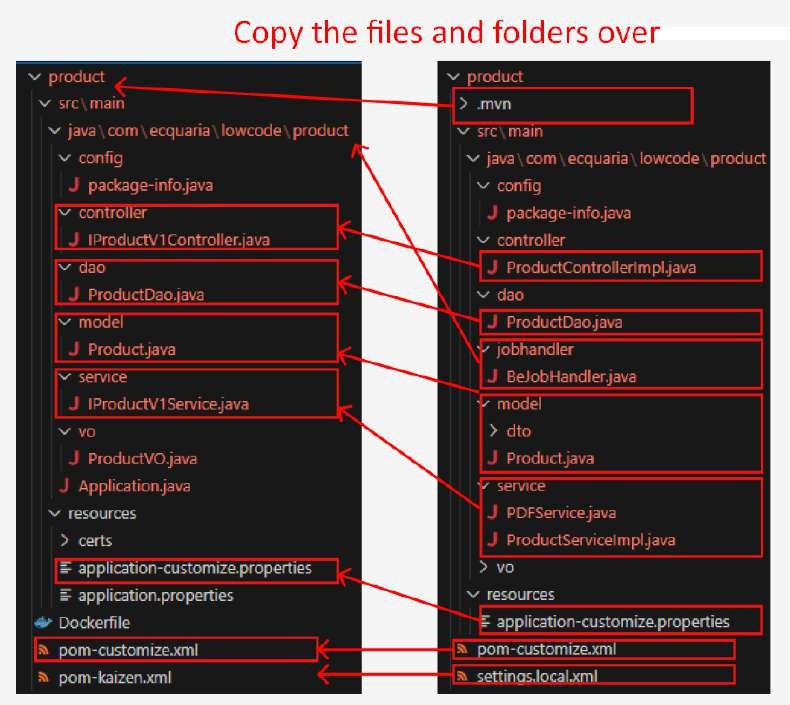 Copy the files and folders over
product
src\main
java\com\ecquaria\lowcode\product
config
package-info.java
controller
IProductV1Controller.java
dao
ProductDao.java
model
Product.java
service
IProductV1Service.java
vo
ProductVO.java
Application.java
resources
certs
application-customize.properties
application.properties
Dockerfile
pom-customize.xml
pom-kaizen.xml
product
.mvn
src\main
java\com\ecquaria\lowcode\product
config
package-info.java
controller
ProductControllerImpl.java
dao
ProductDao.java
jobhandler
BeJobHandler.java
model
dto
Product.java
service
PDFService.java
ProductServiceImpl.java
vo
resources
application-customize.properties
pom-customize.xml
settings.local.xml